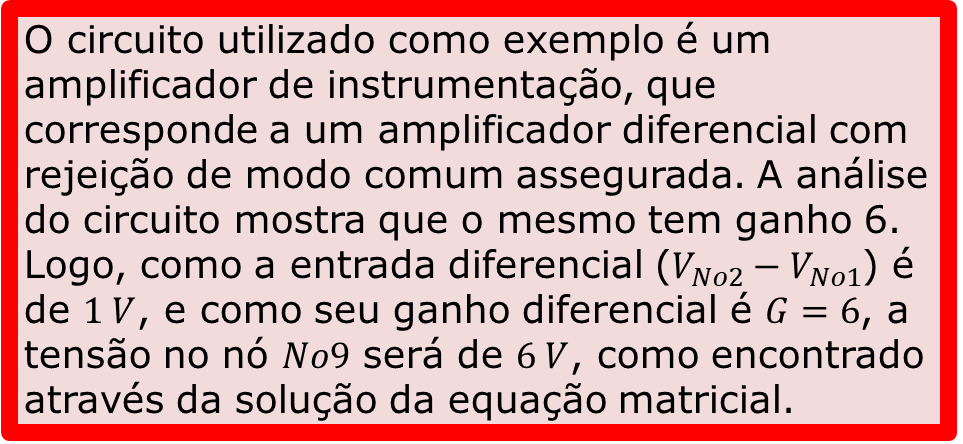 O circuito utilizado como exemplo é um
amplificador de instrumentação, que
corresponde a um amplificador diferencial com
rejeição de modo comum assegurada. A análise
do circuito mostra que o mesmo tem ganho 6.
Logo, como a entrada diferencial (V_{No2} − V_{No1}) é
de 1 V, e como seu ganho diferencial é G = 6, a
tensão no nó No9 será de 6 V, como encontrado
através da solução da equação matricial.